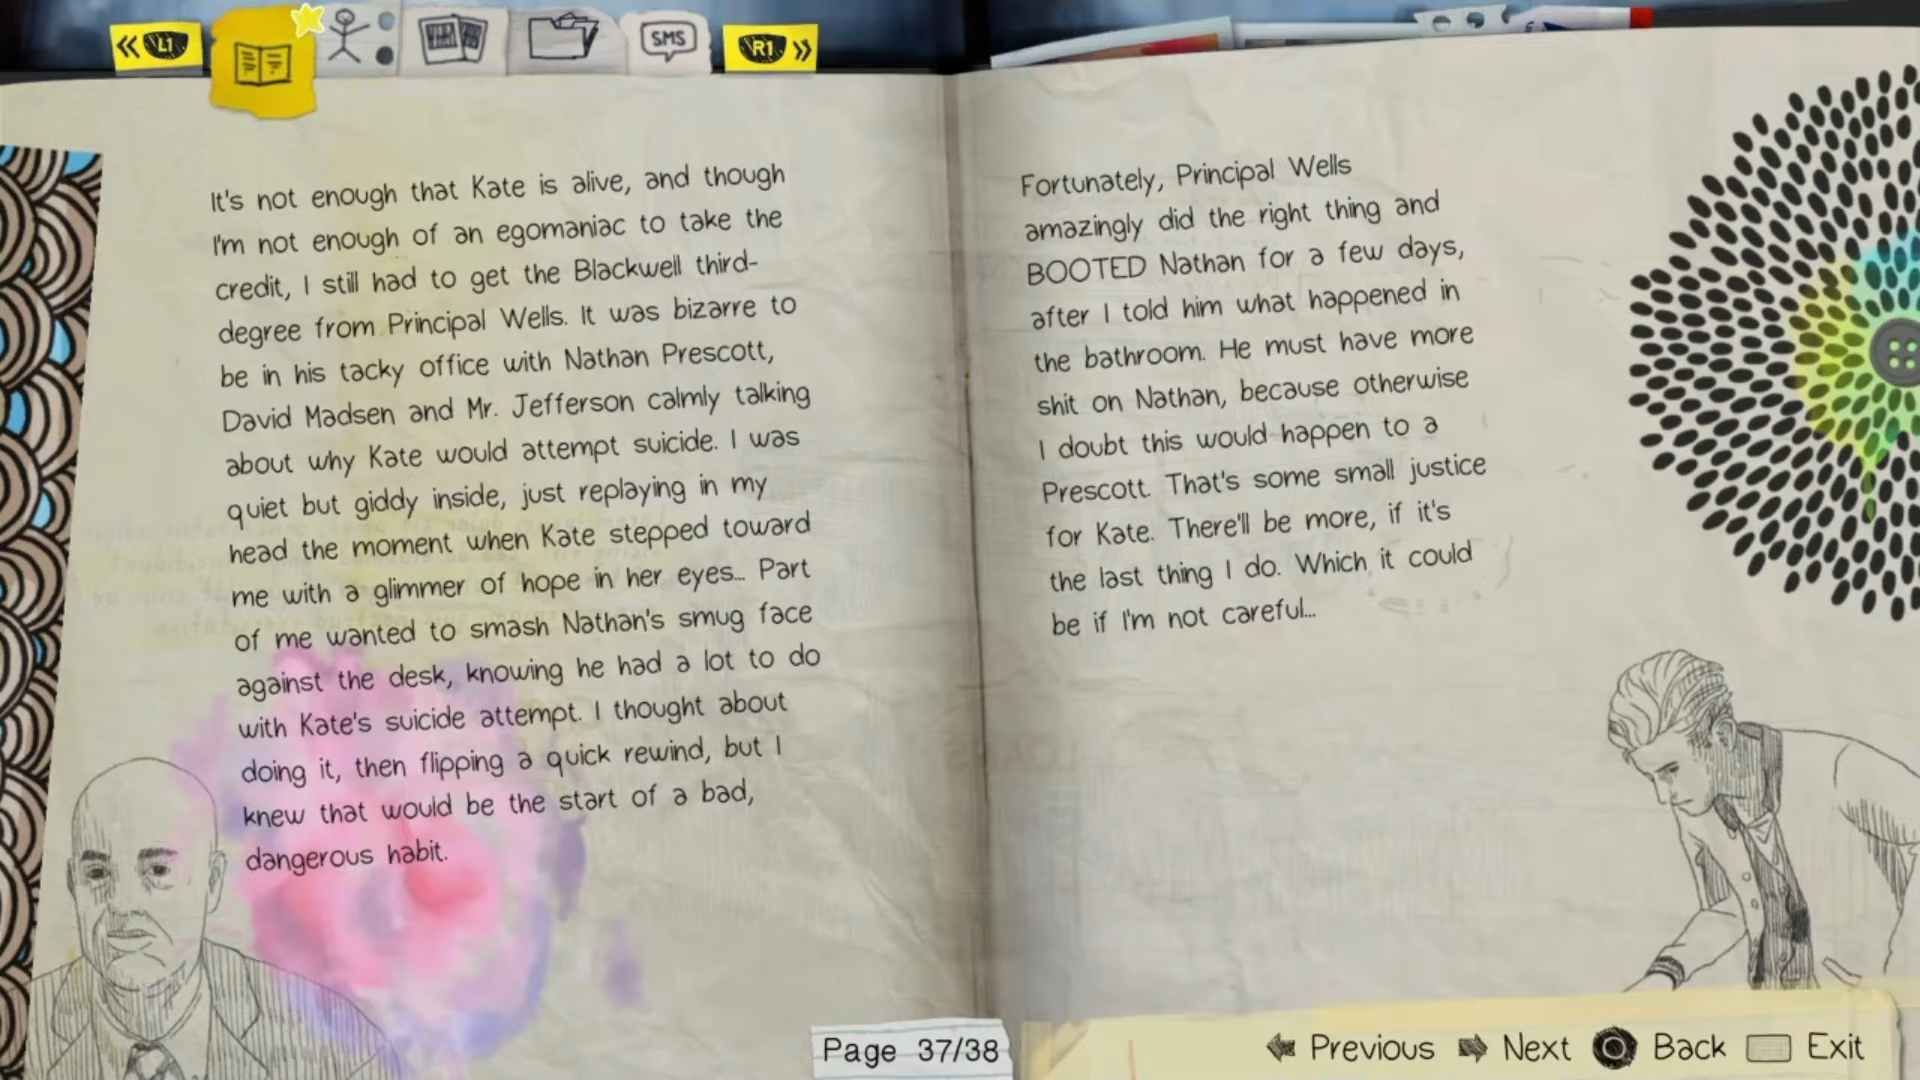 L1
SMS
R1
It's not enough that Kate is alive, and though
I'm not enough of an egomaniac to take the
credit, I still had to get the Blackwell third-
degree from Principal Wells. It was bizarre to
be in his tacky office with Nathan Prescott,
David Madsen and Mr. Jefferson calmly talking
about why Kate would attempt suicide. I was
quiet but giddy inside, just replaying in my
head the moment when Kate stepped toward
me with a glimmer of hope in her eyes... Part
of me wanted to smash Nathan's smug face
against the desk, knowing he had a lot to do
with Kate's suicide attempt. I thought about
doing it, then flipping a quick rewind, but I
knew that would be the start of a bad,
dangerous habit.
Fortunately, Principal Wells
amazingly did the right thing and
BOOTED Nathan for a few days,
after I told him what happened in
the bathroom. He must have more
shit on Nathan, because otherwise
I doubt this would happen to a
Prescott. That's some small justice
for Kate. There'll be more, if it's
the last thing I do. Which it could
be if I'm not careful...
Page 37/38
Previous Next Back Exit